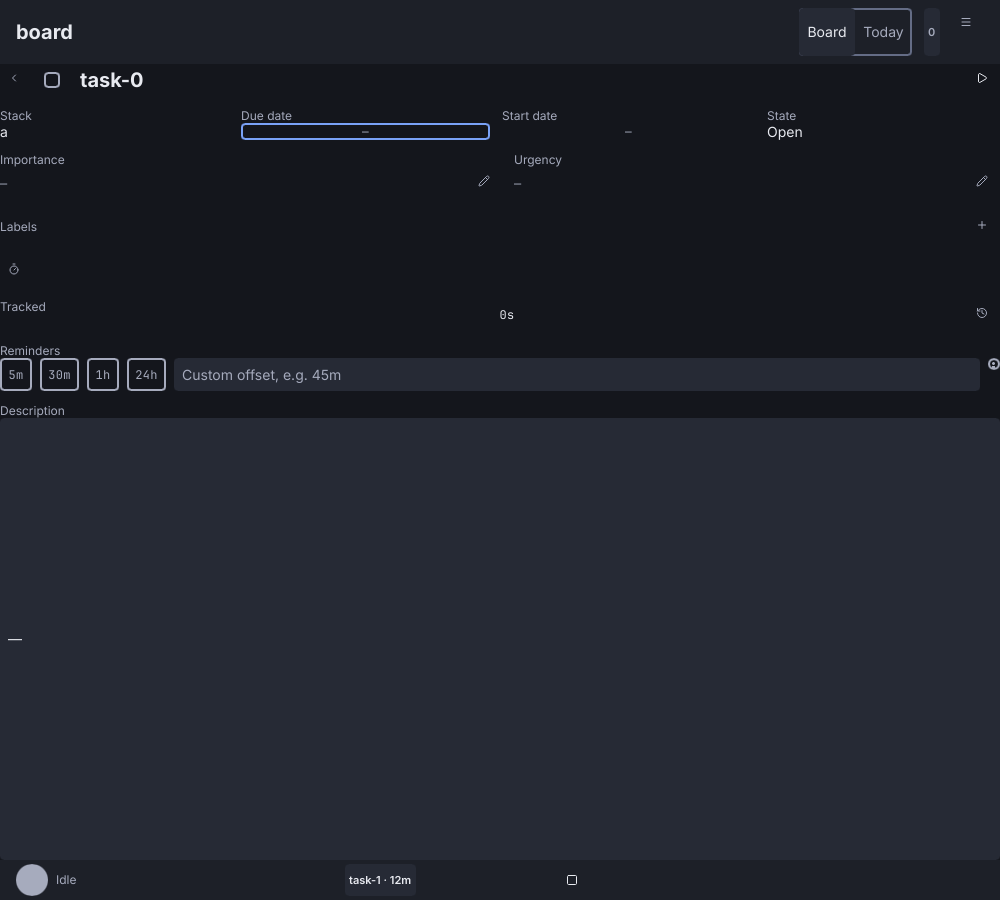 board
Board Today 0
task-0
Stack Due date Start date State
a – – Open
Importance Urgency
– –
Labels
Tracked
0s
Reminders
5m 30m 1h 24h Custom offset, e.g. 45m
Description
—
Idle task-1 · 12m